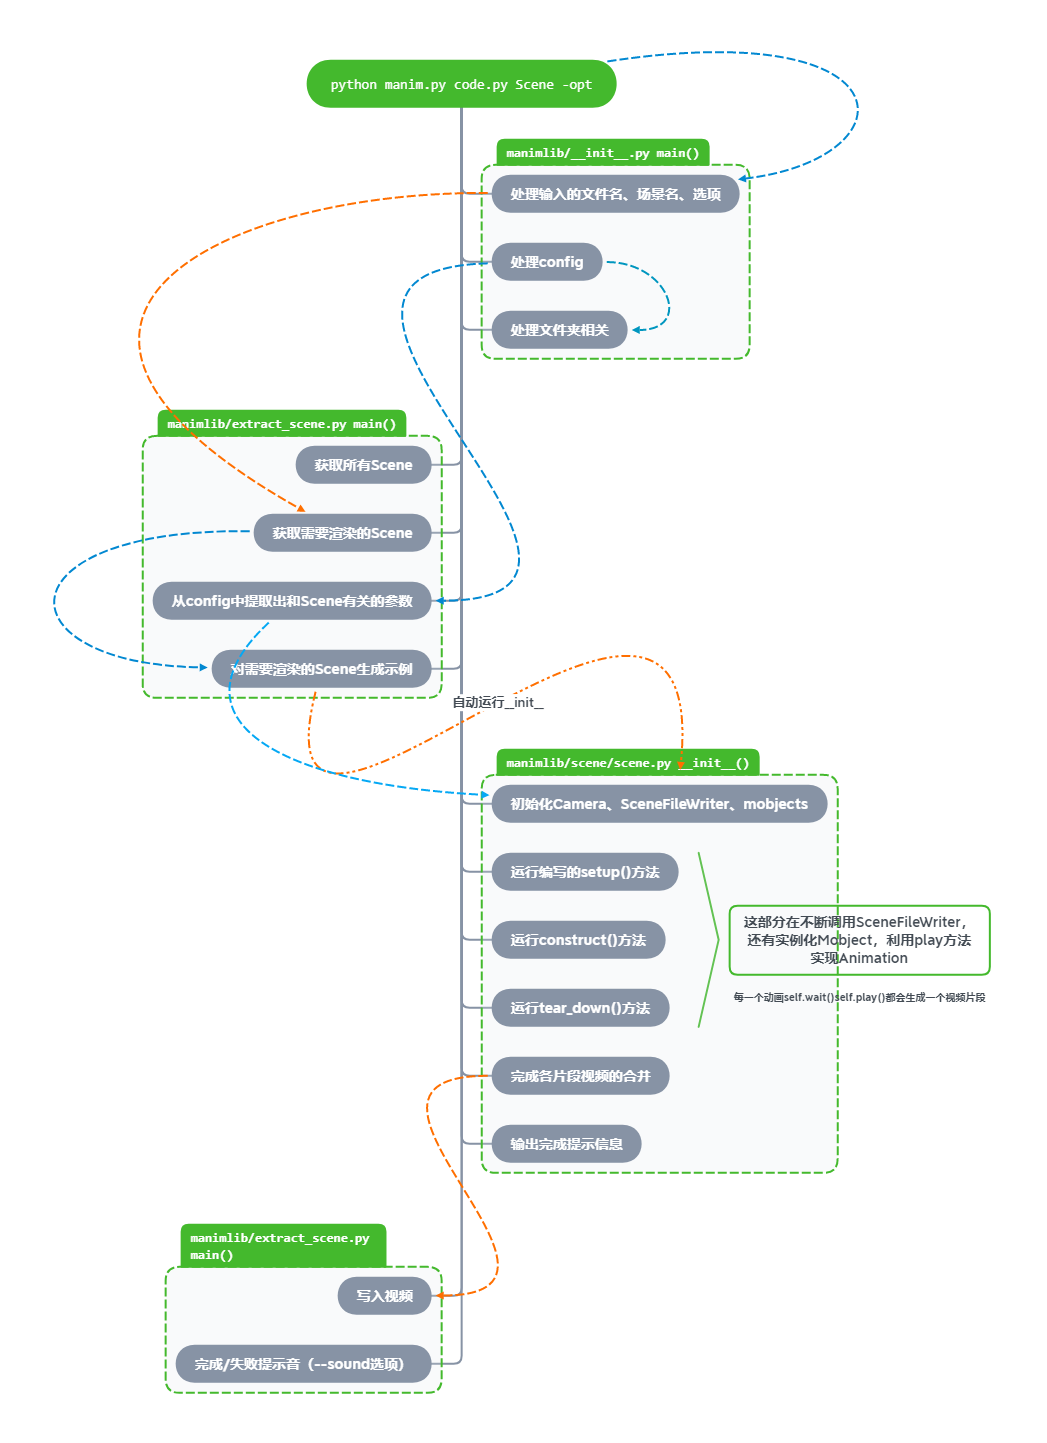 python manim.py code.py Scene -opt
manimlib/__init__.py main()
处理输入的文件名、场景名、选项
处理config
处理文件夹相关
manimlib/extract_scene.py main()
获取所有Scene
获取需要渲染的Scene
从config中提取出和Scene有关的参数
对需要渲染的Scene生成示例
自动运行__init__
manimlib/scene/scene.py __init__()
初始化Camera、SceneFileWriter、mobjects
运行编写的setup()方法
运行construct()方法
运行tear_down()方法
这部分在不断调用SceneFileWriter，
还有实例化Mobject，利用play方法
实现Animation
每一个动画self.wait()self.play()都会生成一个视频片段
完成各片段视频的合并
输出完成提示信息
manimlib/extract_scene.py
main()
写入视频
完成/失败提示音（--sound选项）